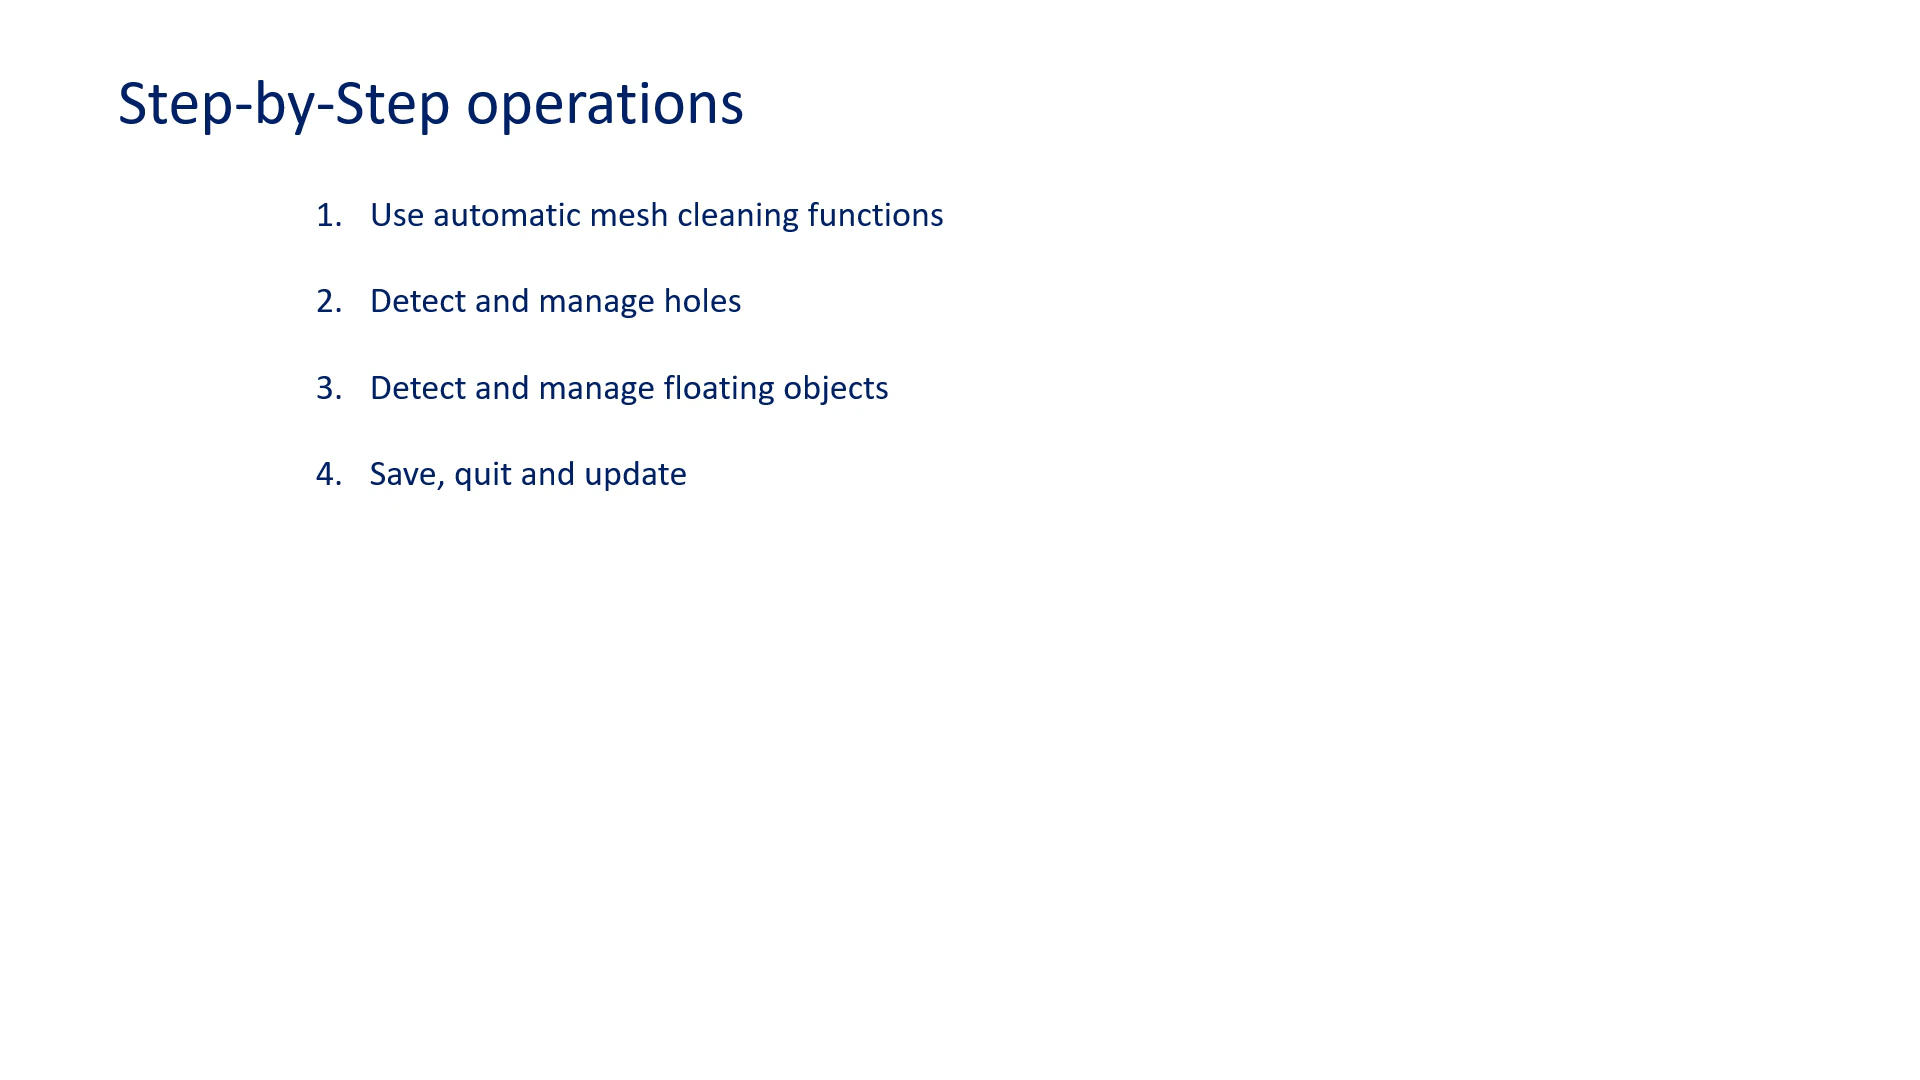 Step-by-Step operations
1. Use automatic mesh cleaning functions
2. Detect and manage holes
3. Detect and manage floating objects
4. Save, quit and update